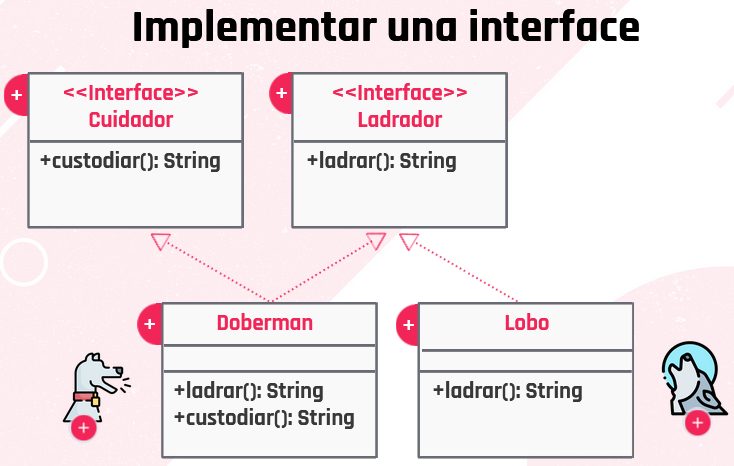 Implementar una interface
<<Interface>>
Cuidador
+custodiar(): String
<<Interface>>
Ladrador
+ladrar(): String
Doberman
+ladrar(): String
+custodiar(): String
Lobo
+ladrar(): String